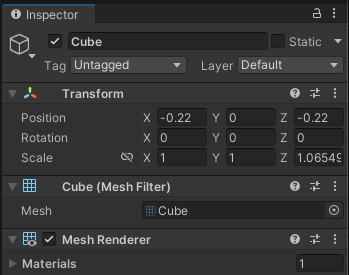 Inspector
Cube Static
Tag Untagged Layer Default
Transform
Position X -0.22 Y 0 Z -0.22
Rotation X 0 Y 0 Z 0
Scale X 1 Y 1 Z 1.06549
Cube (Mesh Filter)
Mesh Cube
Mesh Renderer
Materials 1